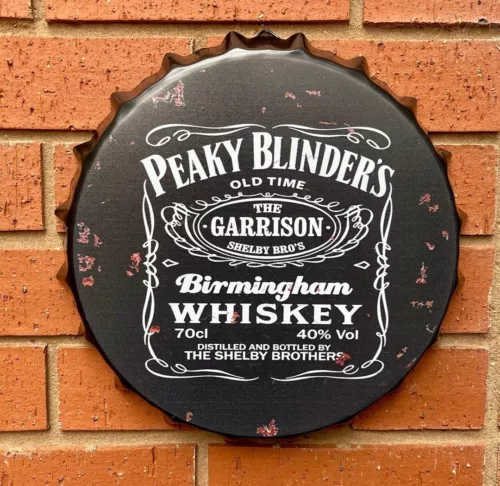 PEAKY BLINDER'S
OLD TIME
THE
GARRISON
SHELBY BRO'S
Birmingham
WHISKEY
70cl 40% Vol
DISTILLED AND BOTTLED BY
THE SHELBY BROTHERS